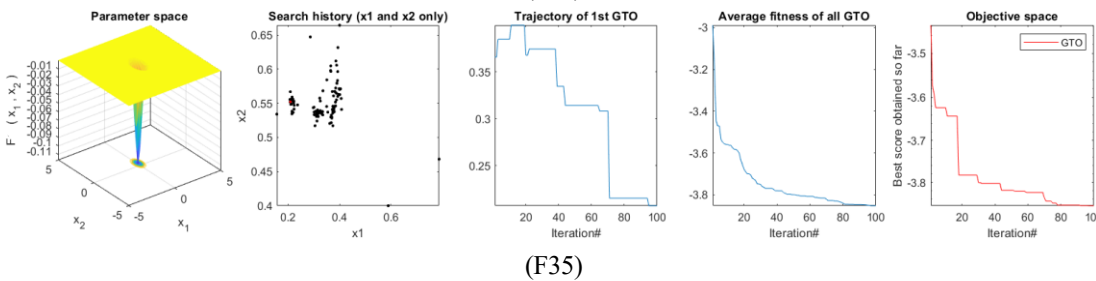 Parameter space
-0.01
-0.02
-0.03
-0.04
-0.05
-0.06
-0.07
-0.08
-0.09
-0.1
-0.11
F ( x1 , x2 )
5
0
-5
x2
-5
0
5
x1
Search history (x1 and x2 only)
0.65
0.6
0.55
0.5
0.45
0.4
x2
0.2 0.4 0.6
x1
Trajectory of 1st GTO
0.35
0.3
0.25
20 40 60 80 100
Iteration#
Average fitness of all GTO
-3
-3.2
-3.4
-3.6
-3.8
20 40 60 80 100
Iteration#
Objective space
GTO
Best score obtained so far
-3.5
-3.6
-3.7
-3.8
20 40 60 80 100
Iteration#
(F35)